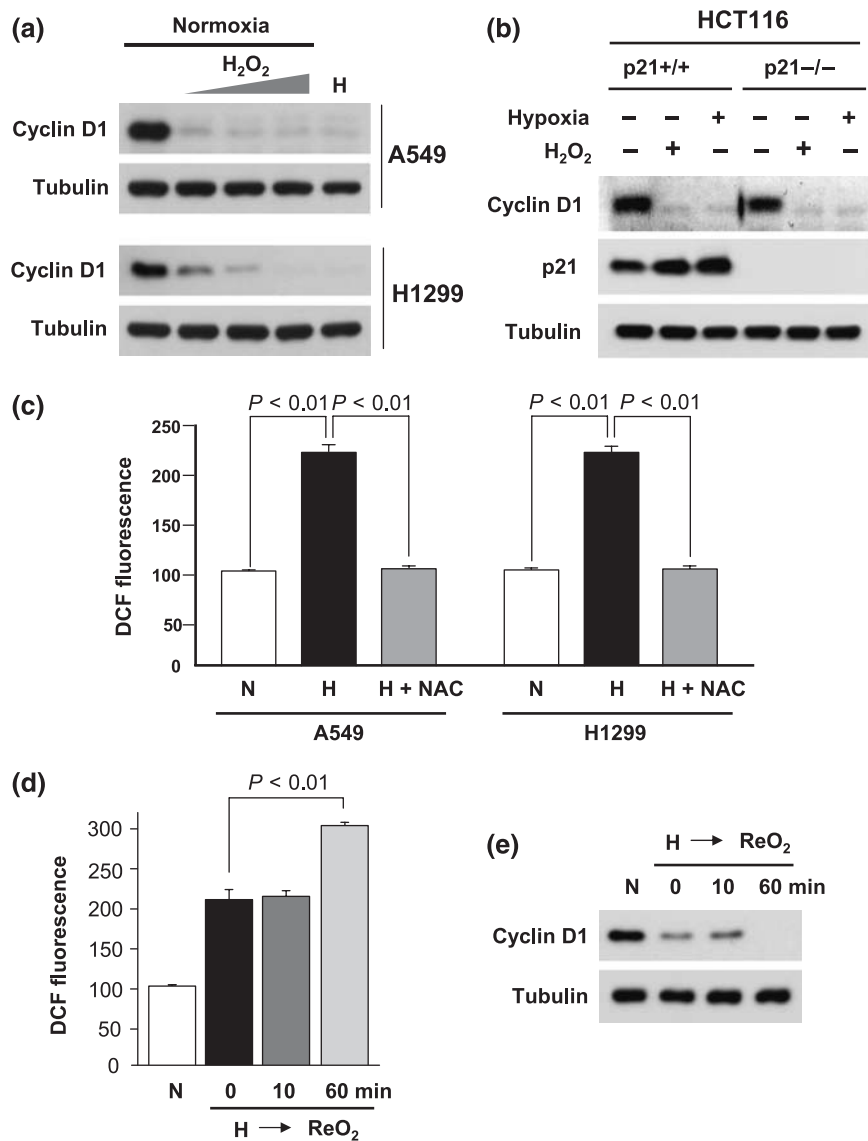 (a)
Normoxia
H₂O₂ H
Cyclin D1
Tubulin
A549
Cyclin D1
Tubulin
H1299
(b)
HCT116
p21+/+ p21−/−
Hypoxia − − + − − +
H₂O₂ − + − − + −
Cyclin D1
p21
Tubulin
(c)
P < 0.01 P < 0.01 P < 0.01 P < 0.01
DCF fluorescence
250
200
150
100
50
0
N H H + NAC N H H + NAC
A549 H1299
(d)
P < 0.01
DCF fluorescence
300
250
200
150
100
50
0
N 0 10 60 min
H → ReO₂
(e)
H → ReO₂
N 0 10 60 min
Cyclin D1
Tubulin